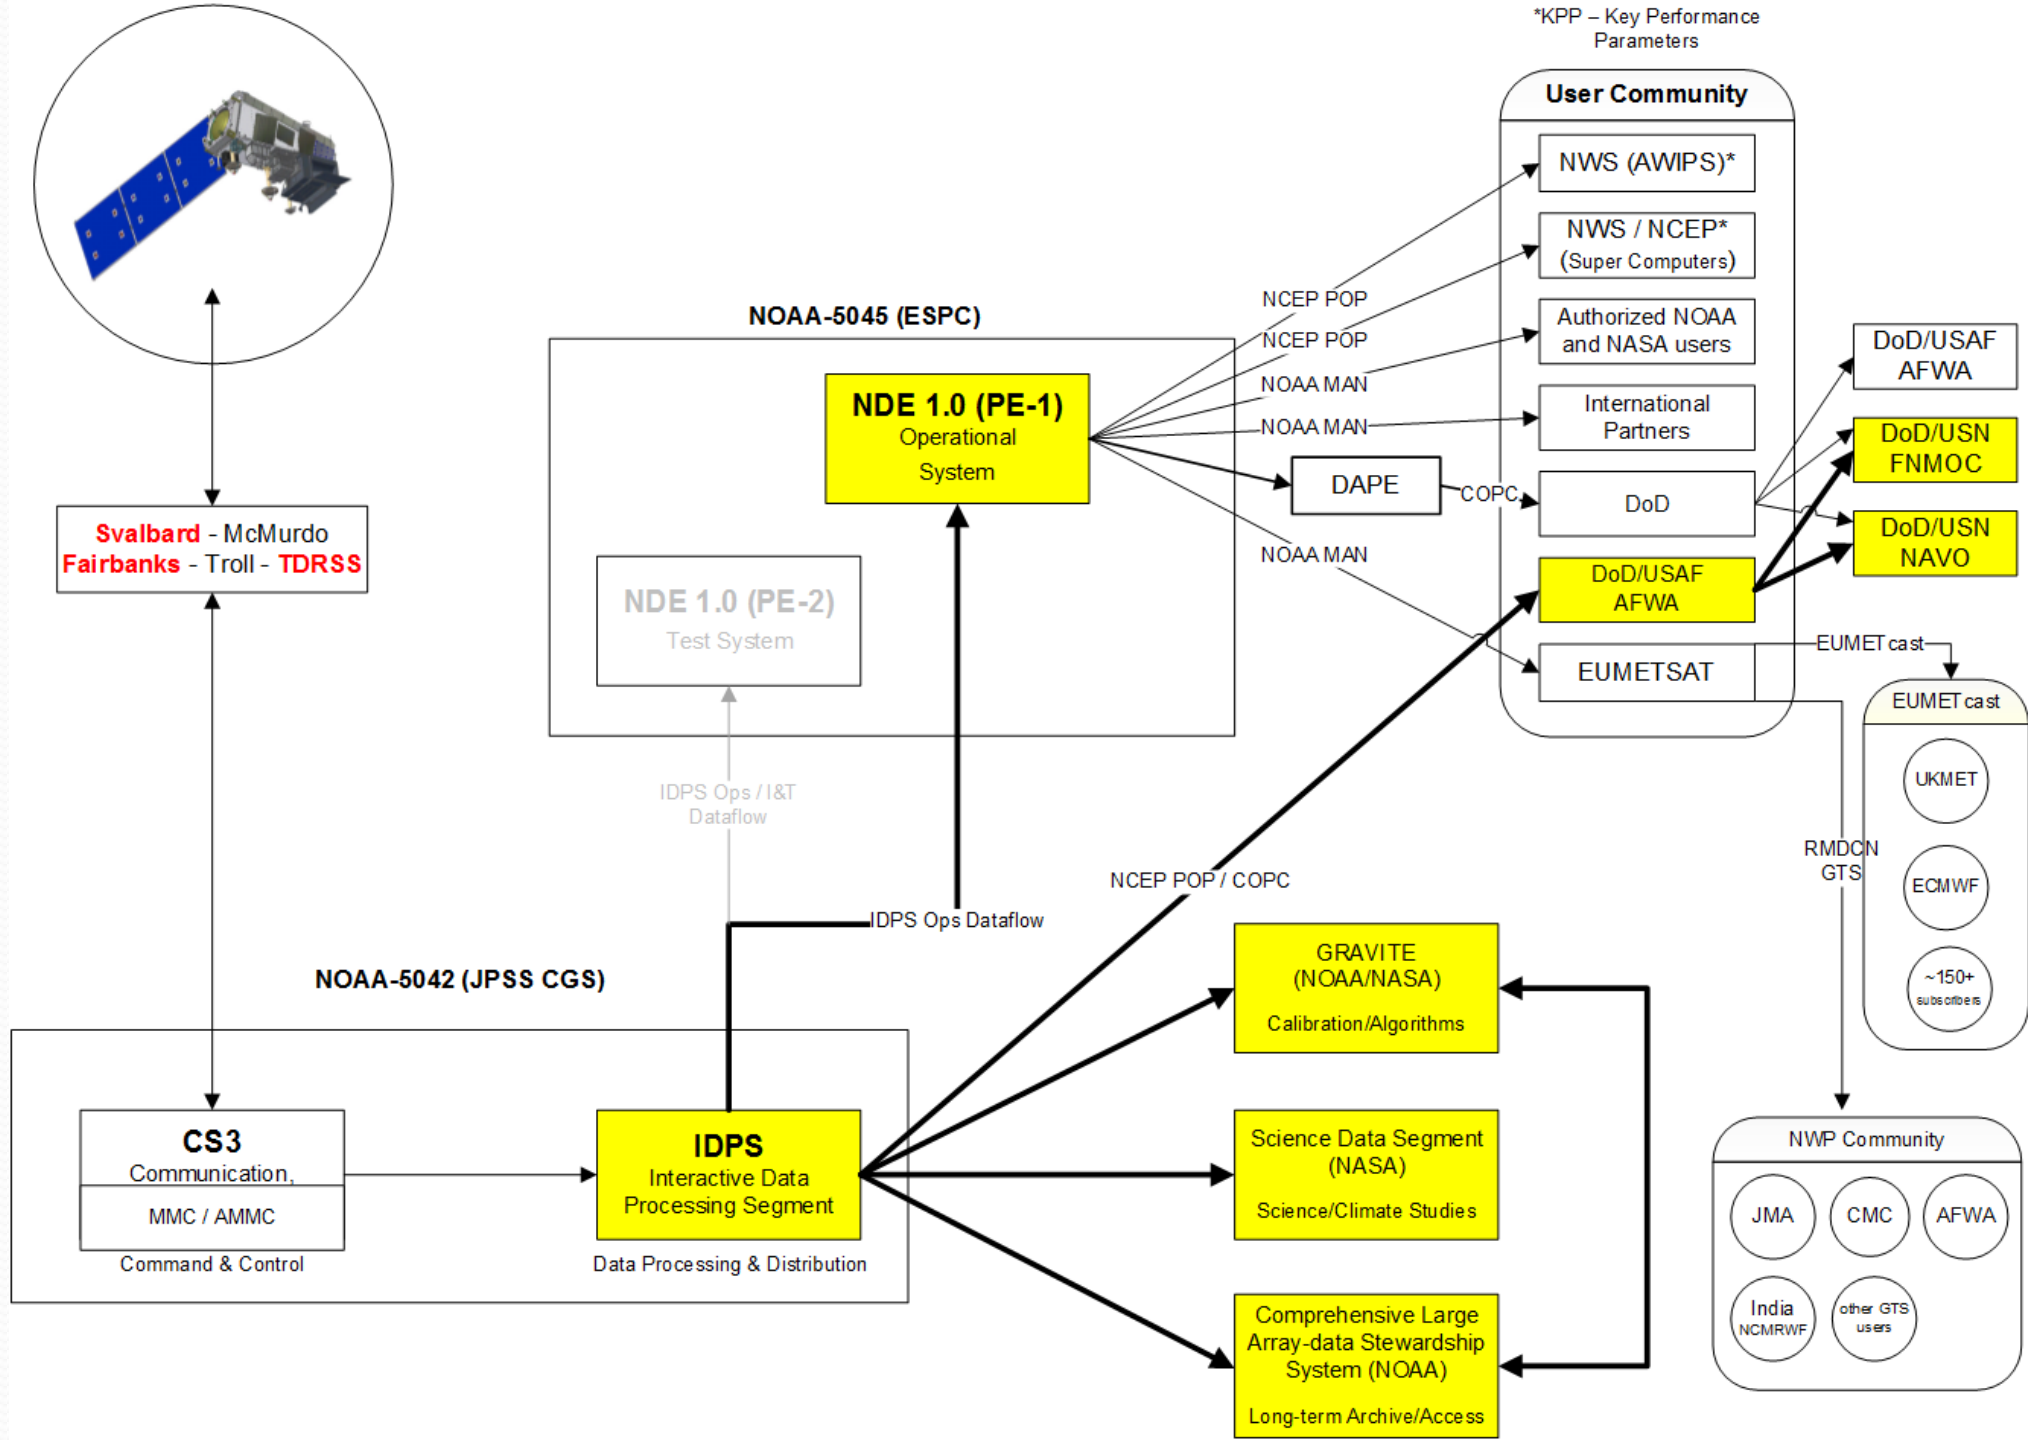 *KPP – Key Performance
Parameters
User Community
NWS (AWIPS)*
NWS / NCEP*
(Super Computers)
Authorized NOAA
and NASA users
International
Partners
DoD
DoD/USAF
AFWA
EUMETSAT
DoD/USAF
AFWA
DoD/USN
FNMOC
DoD/USN
NAVO
NCEP POP
NCEP POP
NOAA MAN
NOAA MAN
DAPE
COPC
NOAA MAN
NOAA-5045 (ESPC)
NDE 1.0 (PE-1)
Operational
System
NDE 1.0 (PE-2)
Test System
Svalbard - McMurdo
Fairbanks - Troll - TDRSS
IDPS Ops / I&T
Dataflow
IDPS Ops Dataflow
NCEP POP / COPC
EUMETcast
EUMETcast
UKMET
ECMWF
~150+
subscribers
RMDCN
GTS
NOAA-5042 (JPSS CGS)
CS3
Communication,
MMC / AMMC
Command & Control
IDPS
Interactive Data
Processing Segment
Data Processing & Distribution
GRAVITE
(NOAA/NASA)
Calibration/Algorithms
Science Data Segment
(NASA)
Science/Climate Studies
Comprehensive Large
Array-data Stewardship
System (NOAA)
Long-term Archive/Access
NWP Community
JMA
CMC
AFWA
India
NCMRWF
other GTS
users